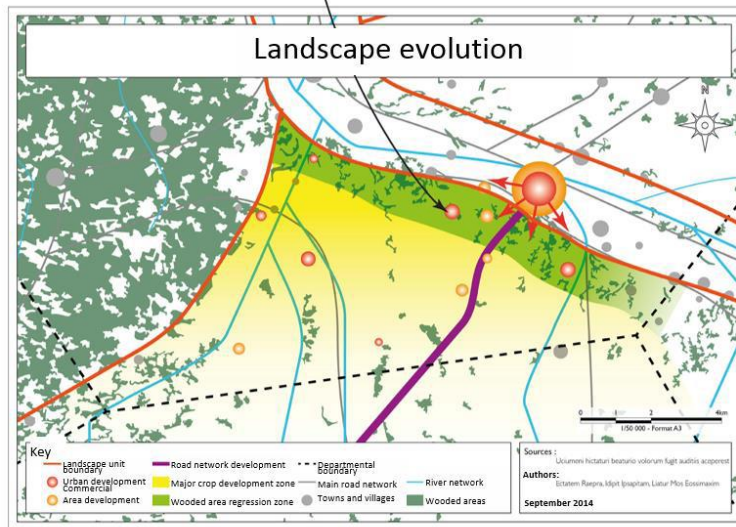 Landscape evolution
N
0 1 2 4km
1/50 000 - Format A3
Key
Landscape unit
boundary
Road network development
Departmental
boundary
Urban development
Major crop development zone
Main road network
River network
Commercial
Area development
Wooded area regression zone
Towns and villages
Wooded areas
Sources :
Uciumeni hictatun beaturio volorum fugit auditis aceperest
Authors:
Ectatem Raepra, Idipit Ipsaptam, Liatur Mos Eossimaxim
September 2014